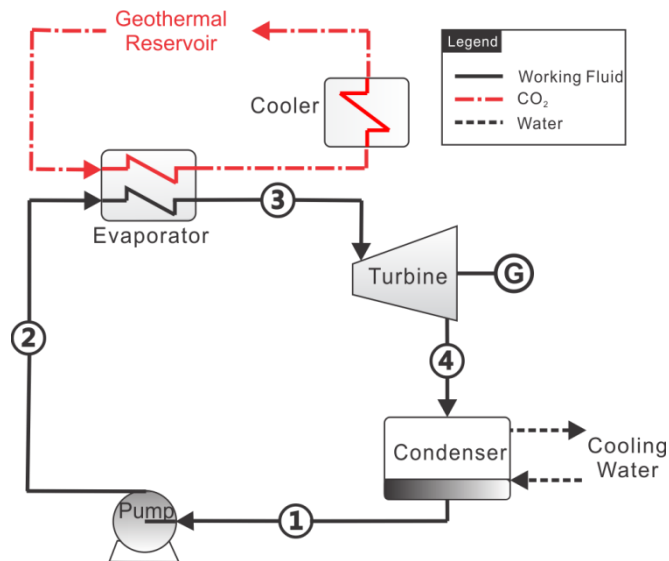 Geothermal
Reservoir
Legend
Working Fluid
CO₂
Water
Cooler
Evaporator
3
Turbine
G
2
4
Condenser
Cooling
Water
Pump
1